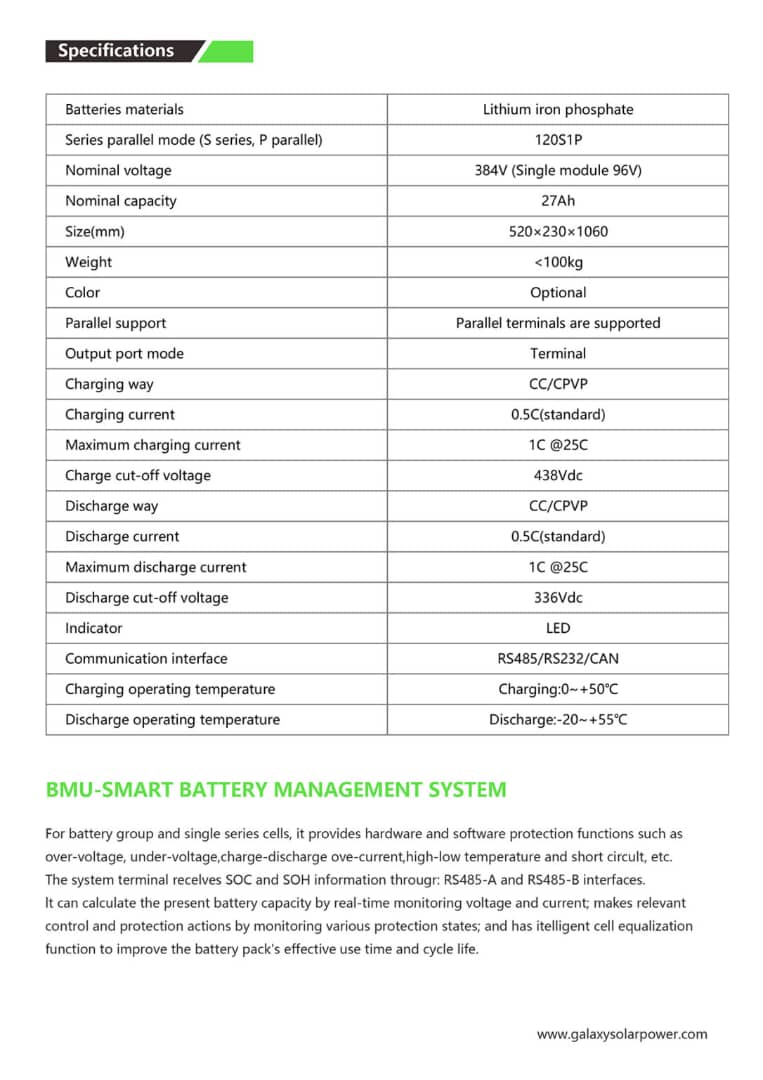 Specifications
Batteries materials Lithium iron phosphate
Series parallel mode (S series, P parallel) 120S1P
Nominal voltage 384V (Single module 96V)
Nominal capacity 27Ah
Size(mm) 520×230×1060
Weight <100kg
Color Optional
Parallel support Parallel terminals are supported
Output port mode Terminal
Charging way CC/CPVP
Charging current 0.5C(standard)
Maximum charging current 1C @25C
Charge cut-off voltage 438Vdc
Discharge way CC/CPVP
Discharge current 0.5C(standard)
Maximum discharge current 1C @25C
Discharge cut-off voltage 336Vdc
Indicator LED
Communication interface RS485/RS232/CAN
Charging operating temperature Charging:0~+50℃
Discharge operating temperature Discharge:-20~+55℃
BMU-SMART BATTERY MANAGEMENT SYSTEM
For battery group and single series cells, it provides hardware and software protection functions such as
over-voltage, under-voltage,charge-discharge ove-current,high-low temperature and short circult, etc.
The system terminal recelves SOC and SOH information througr: RS485-A and RS485-B interfaces.
It can calculate the present battery capacity by real-time monitoring voltage and current; makes relevant
control and protection actions by monitoring various protection states; and has itelligent cell equalization
function to improve the battery pack's effective use time and cycle life.
www.galaxysolarpower.com